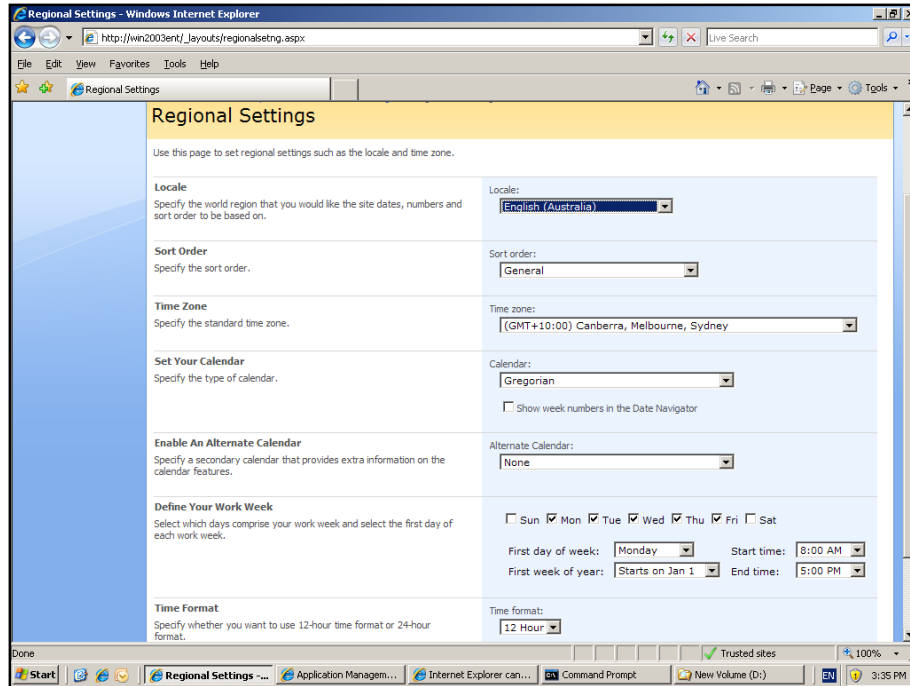 Regional Settings - Windows Internet Explorer
http://win2003ent/_layouts/regionalsetng.aspx
Live Search
File Edit View Favorites Tools Help
Regional Settings
Page Tools
Regional Settings
Use this page to set regional settings such as the locale and time zone.
Locale
Specify the world region that you would like the site dates, numbers and
sort order to be based on.
Locale:
English (Australia)
Sort Order
Specify the sort order.
Sort order:
General
Time Zone
Specify the standard time zone.
Time zone:
(GMT+10:00) Canberra, Melbourne, Sydney
Set Your Calendar
Specify the type of calendar.
Calendar:
Gregorian
Show week numbers in the Date Navigator
Enable An Alternate Calendar
Specify a secondary calendar that provides extra information on the
calendar features.
Alternate Calendar:
None
Define Your Work Week
Select which days comprise your work week and select the first day of
each work week.
Sun Mon Tue Wed Thu Fri Sat
First day of week: Monday Start time: 8:00 AM
First week of year: Starts on Jan 1 End time: 5:00 PM
Time Format
Specify whether you want to use 12-hour time format or 24-hour
format.
Time format:
12 Hour
Done Trusted sites 100%
Start Regional Settings -... Application Managem... Internet Explorer can... Command Prompt New Volume (D:) EN 3:35 PM